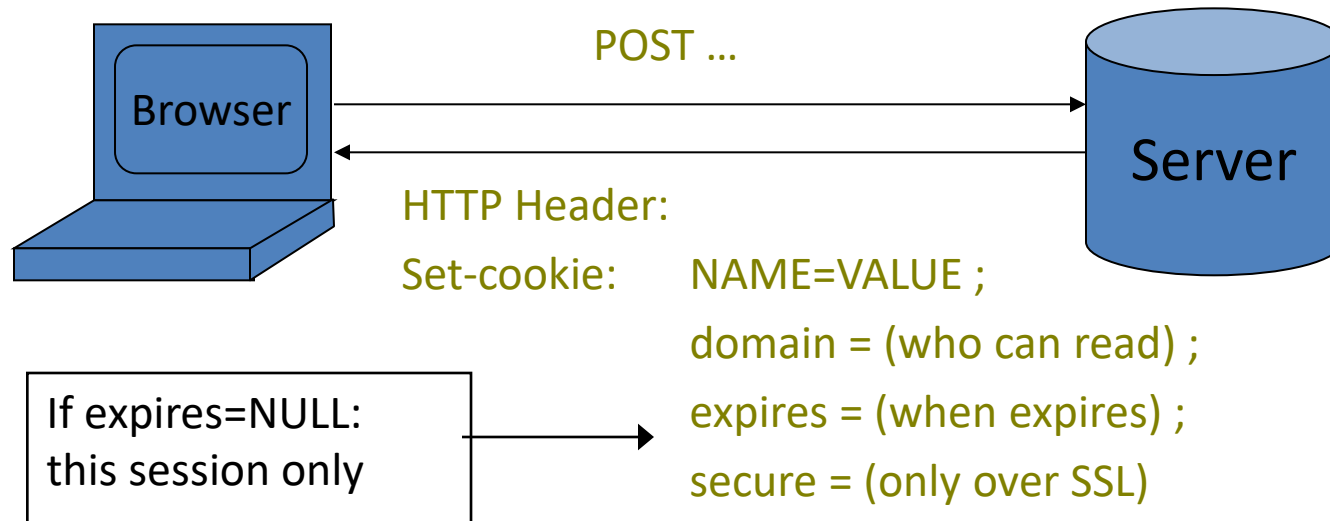 POST …
Browser
Server
HTTP Header:
Set-cookie: NAME=VALUE ;
domain = (who can read) ;
expires = (when expires) ;
secure = (only over SSL)
If expires=NULL:
this session only